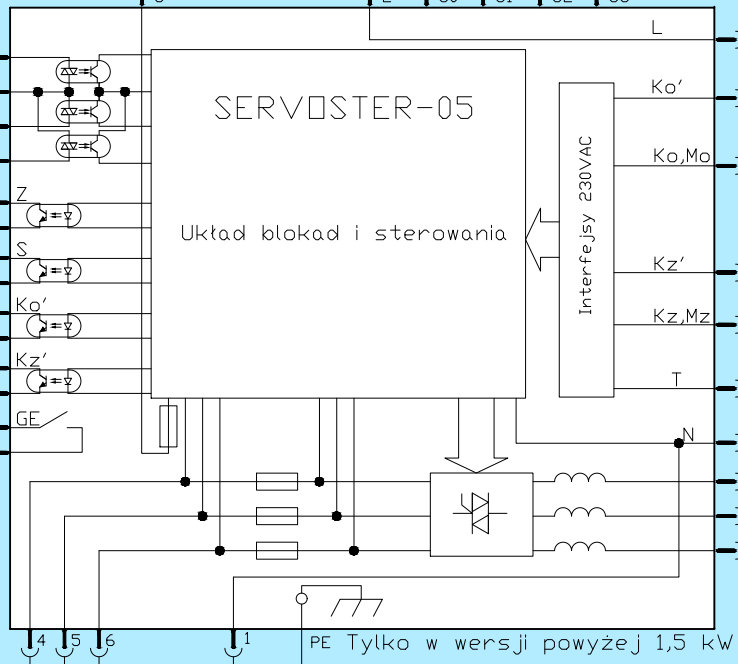 L
Ko'
SERVOSTER-05
Ko,Mo
Interfejsy 230VAC
Z
Układ blokad i sterowania
S
Kz'
Ko'
Kz,Mz
Kz'
T
GE
N
4 5 6 1 PE Tylko w wersji powyżej 1,5 kW